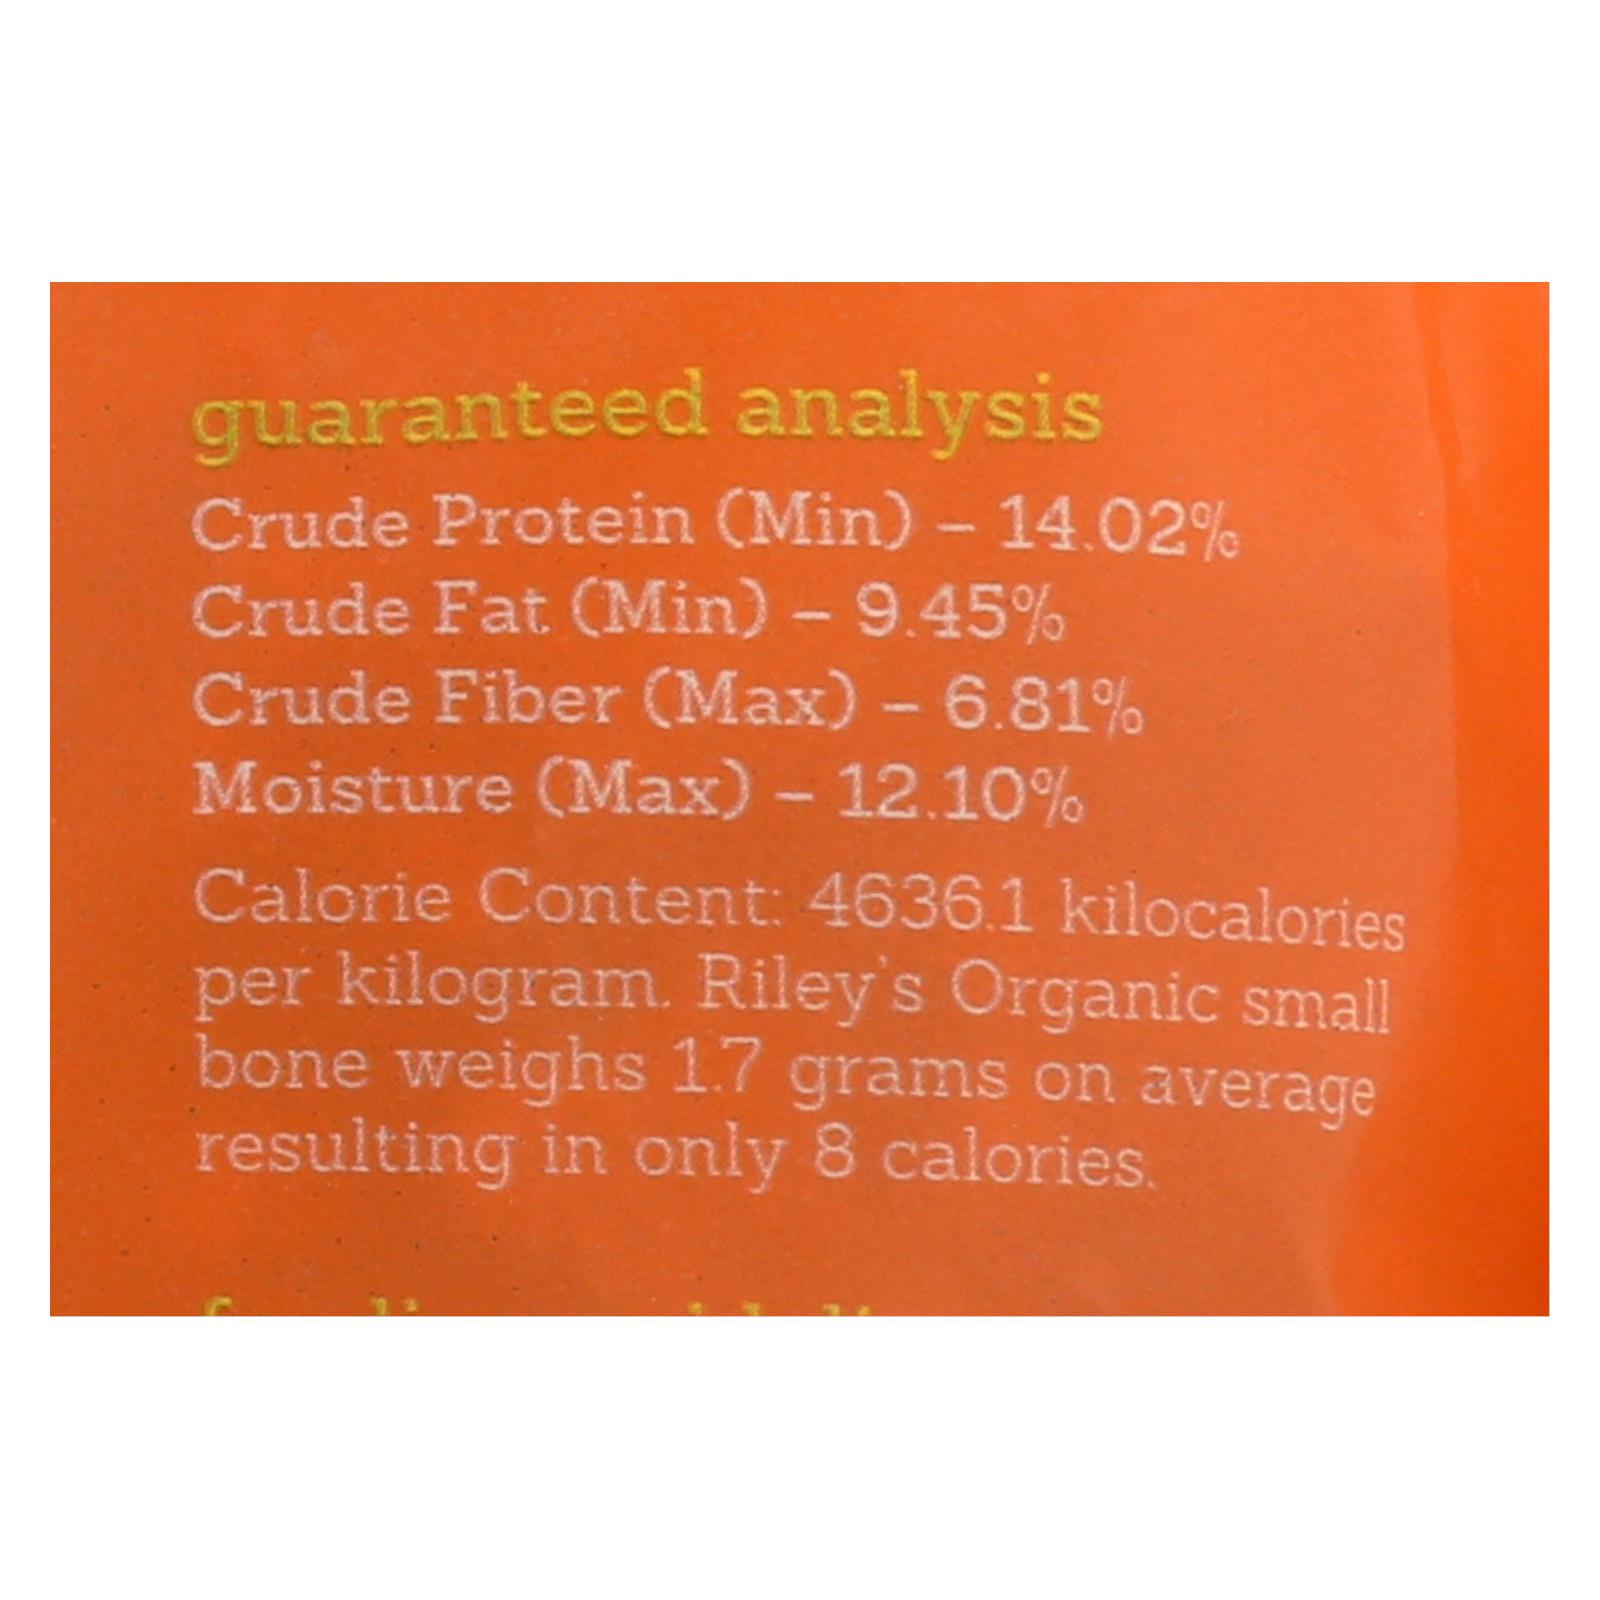 guaranteed analysis
Crude Protein (Min) – 14.02%
Crude Fat (Min) – 9.45%
Crude Fiber (Max) – 6.81%
Moisture (Max) – 12.10%
Calorie Content: 4636.1 kilocalories
per kilogram. Riley's Organic small
bone weighs 1.7 grams on average
resulting in only 8 calories.